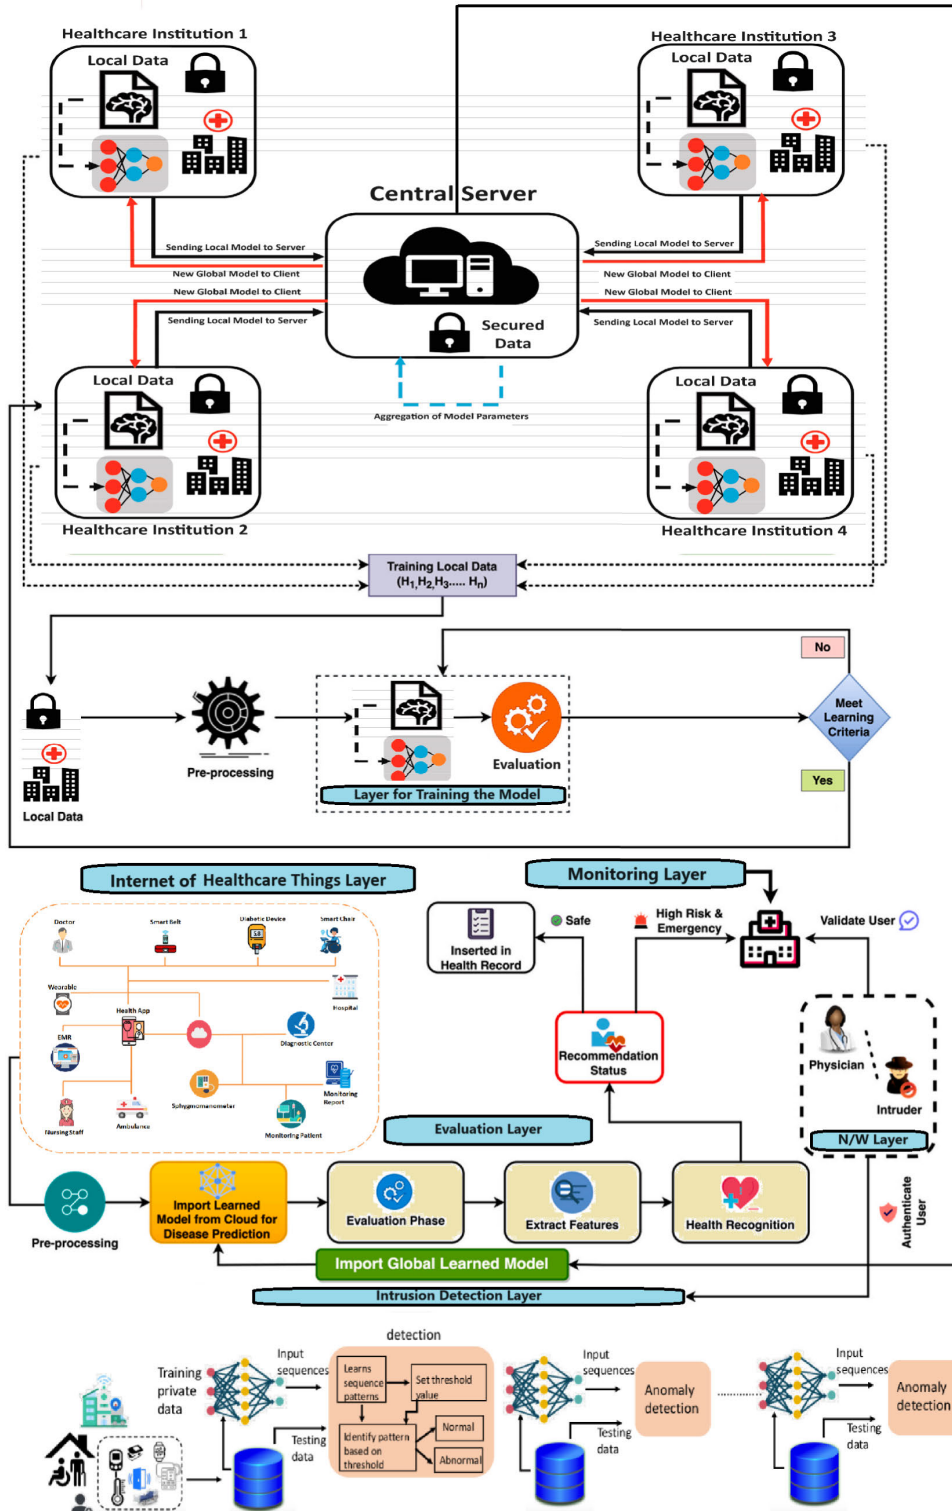 Healthcare Institution 1
Healthcare Institution 3
Local Data
Local Data
Central Server
Sending Local Model to Server
Sending Local Model to Server
New Global Model to Client
New Global Model to Client
New Global Model to Client
New Global Model to Client
Sending Local Model to Server
Sending Local Model to Server
Secured
Data
Local Data
Local Data
Aggregation of Model Parameters
Healthcare Institution 2
Healthcare Institution 4
Training Local Data
(H1,H2,H3..... Hn)
No
Meet
Learning
Criteria
Pre-processing
Evaluation
Yes
Layer for Training the Model
Local Data
Internet of Healthcare Things Layer
Monitoring Layer
Doctor
Smart Belt
Diabetic Device
Smart Chair
Safe
High Risk &
Emergency
Validate User
Inserted in
Health Record
Wearable
Health App
Hospital
EMR
Diagnostic Center
Recommendation
Status
Physician
Sphygmomanometer
Monitoring
Report
Intruder
Nursing Staff
Ambulance
Monitoring Patient
Evaluation Layer
N/W Layer
Import Learned
Model from Cloud for
Disease Prediction
Evaluation Phase
Extract Features
Health Recognition
Authenticate
User
Pre-processing
Import Global Learned Model
Intrusion Detection Layer
detection
Training
private
data
Input
sequences
Learns
sequence
patterns
Set threshold
value
Identify pattern
based on
threshold
Normal
Abnormal
Testing
data
Input
sequences
Anomaly
detection
Testing
data
Input
sequences
Anomaly
detection
Testing
data